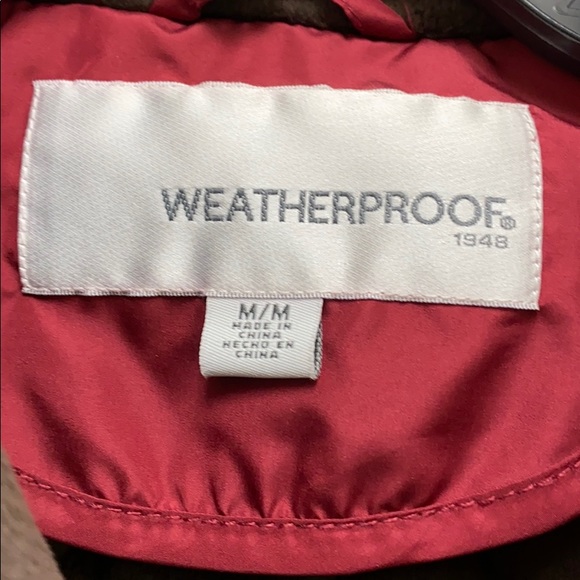 WEATHERPROOF®
1948
M/M
MADE IN
CHINA
HECHO EN
CHINA